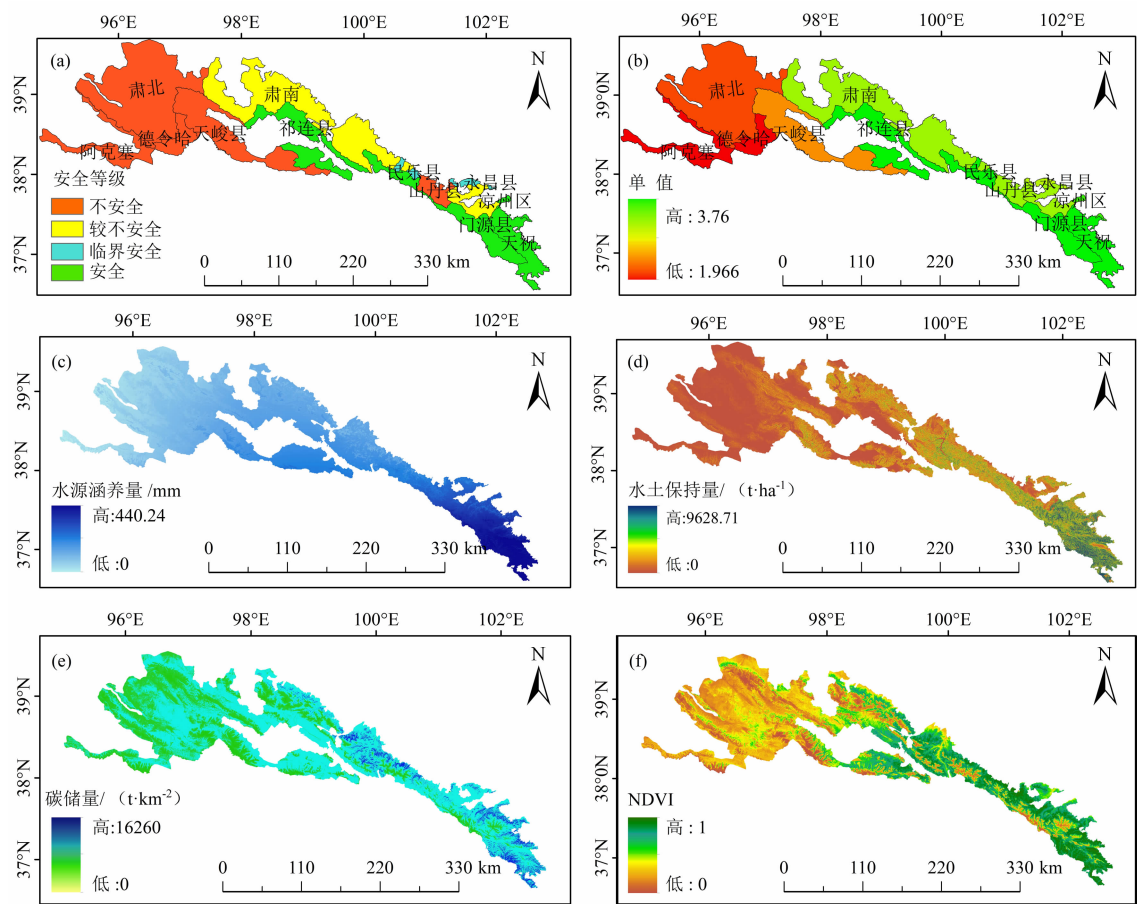 96°E 98°E 100°E 102°E
(a)
N
39°N
38°N
37°N
肃北
肃南
祁连县
德令哈
天峻县
阿克塞
民乐县
山丹县
永昌县
凉州区
门源县
天祝
安全等级
不安全
较不安全
临界安全
安全
0 110 220 330 km
96°E 98°E 100°E 102°E
(b)
N
39°0N
38°N
37°N
肃北
肃南
祁连县
德令哈
天峻县
阿克塞
民乐县
山丹县
永昌县
凉州区
门源县
天祝
单 值
高 : 3.76
低 : 1.966
0 110 220 330 km
96°E 98°E 100°E 102°E
(c)
N
39°N
38°N
37°N
水源涵养量 /mm
高:440.24
低 :0
0 110 220 330 km
96°E 98°E 100°E 102°E
(d)
N
39°N
38°N
37°N
水土保持量/ （t·ha⁻¹）
高:9628.71
低 :0
0 110 220 330 km
96°E 98°E 100°E 102°E
(e)
N
39°N
38°N
37°N
碳储量/ （t·km⁻²）
高:16260
低 :0
0 110 220 330 km
96°E 98°E 100°E 102°E
(f)
N
39°N
38°0N
37°N
NDVI
高 : 1
低 : 0
0 110 220 330 km